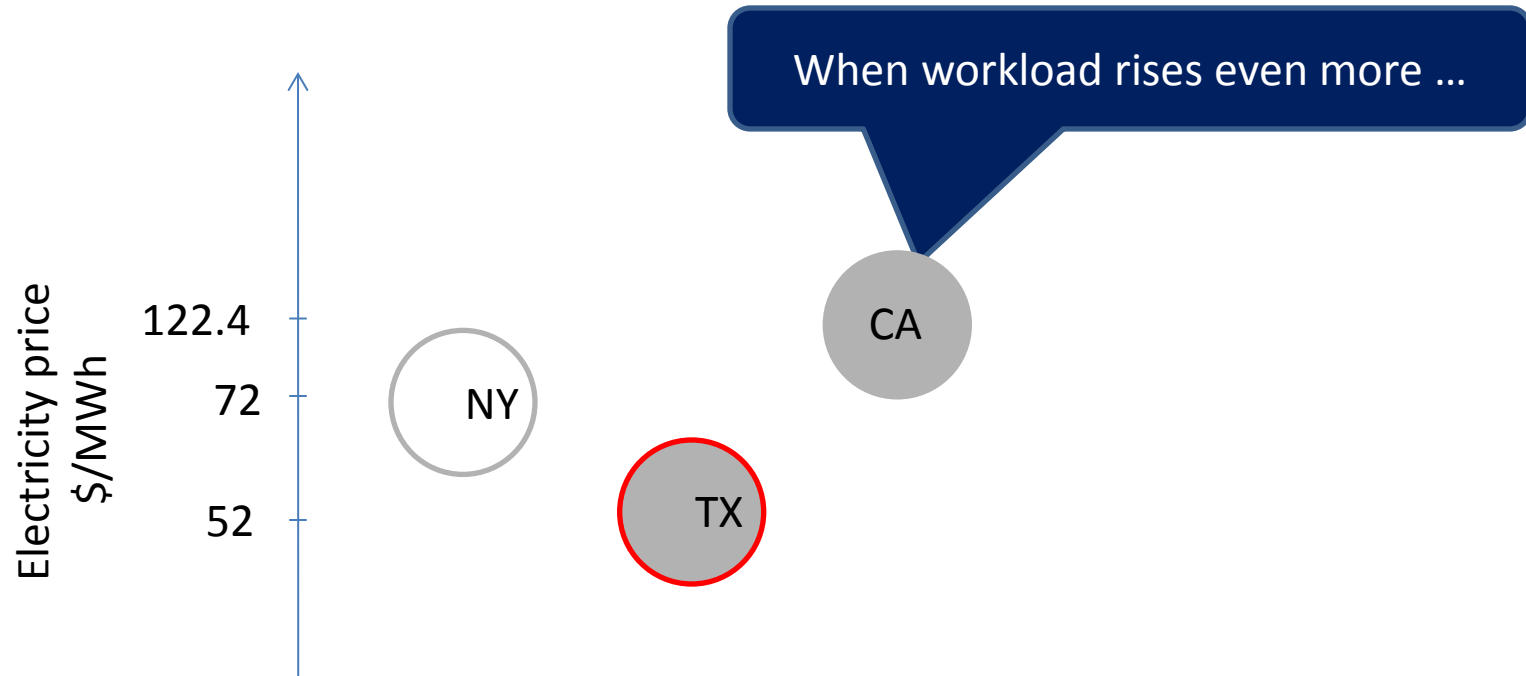 When workload rises even more …
Electricity price
$/MWh
122.4
72
52
NY
TX
CA